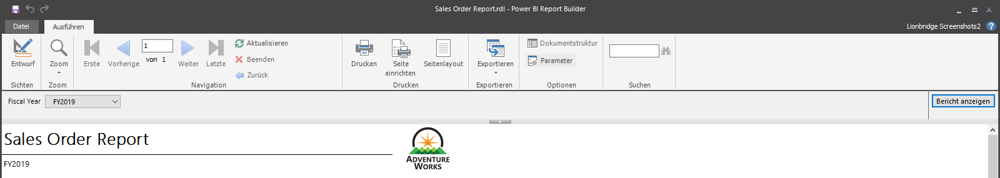 Sales Order Report.rdl - Power BI Report Builder
Datei
Ausführen
Lionbridge Screenshots2
?
Entwurf
Sichten
Zoom
Zoom
Erste
Vorherige
1
von 1
Weiter
Letzte
Aktualisieren
Beenden
Zurück
Navigation
Drucken
Seite
einrichten
Seitenlayout
Drucken
Exportieren
Exportieren
Dokumentstruktur
Parameter
Optionen
Suchen
Fiscal Year
FY2019
Bericht anzeigen
Sales Order Report
ADVENTURE
WORKS
FY2019